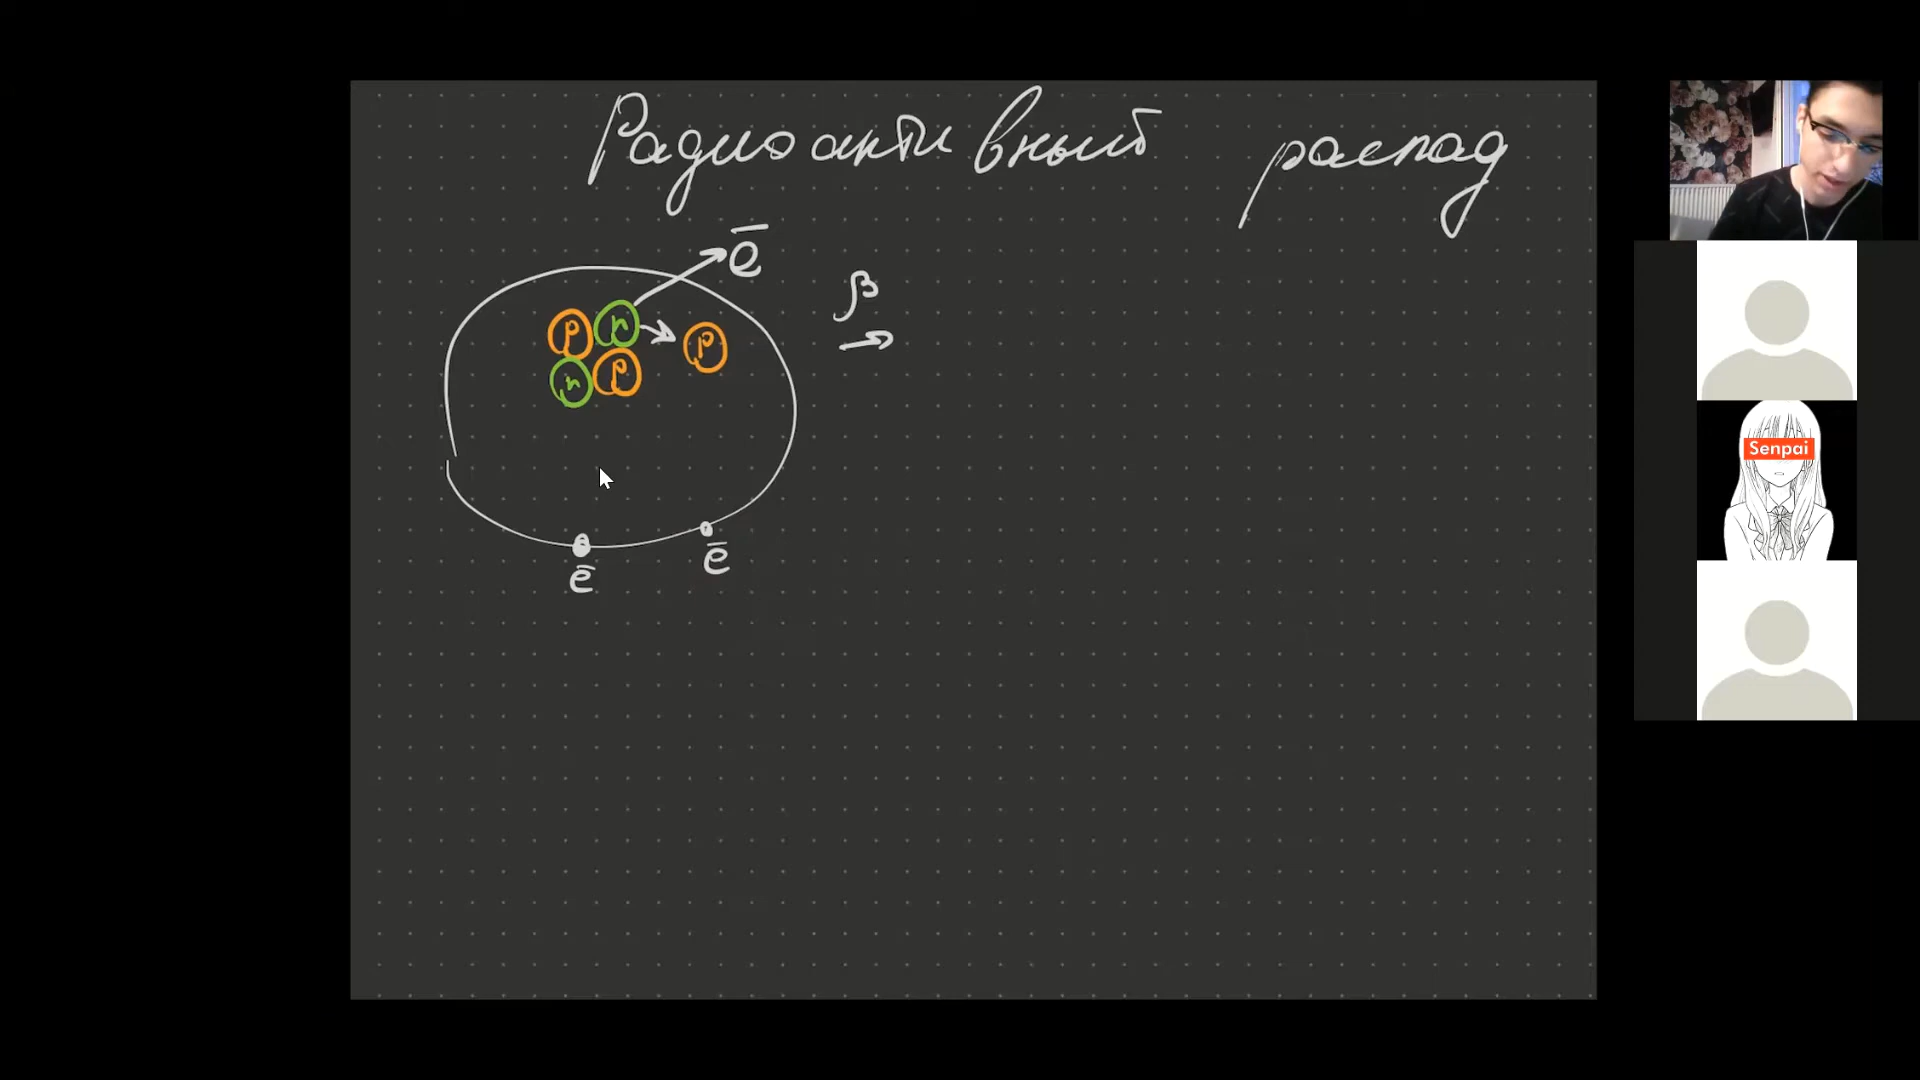 Радиоактивный распад
ē
β
p n p
n p
ē ē
Senpai